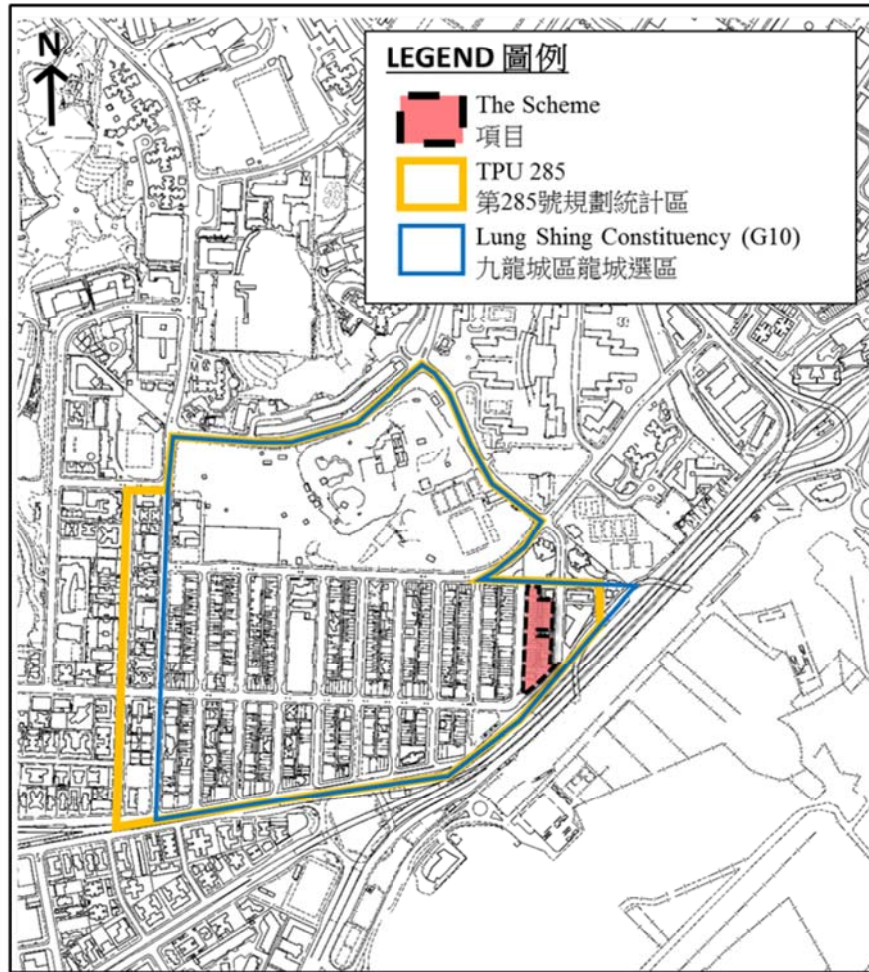 N
LEGEND 圖例
The Scheme
項目
TPU 285
第285號規劃統計區
Lung Shing Constituency (G10)
九龍城區龍城選區